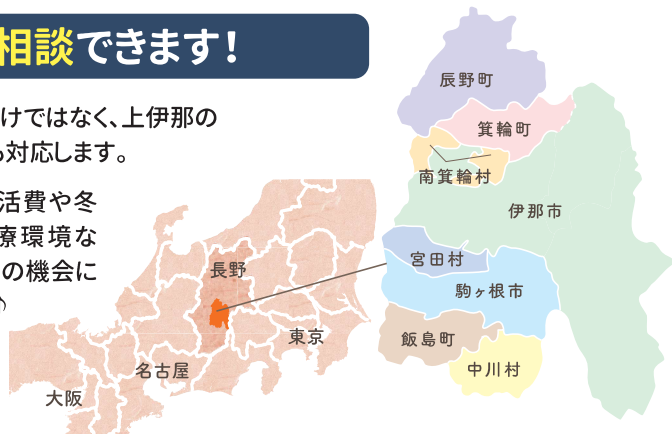 相談できます！
けではなく、上伊那の
も対応します。
活費や冬
療環境な
の機会に
♪
長野
東京
名古屋
大阪
辰野町
箕輪町
南箕輪村
伊那市
宮田村
駒ヶ根市
飯島町
中川村